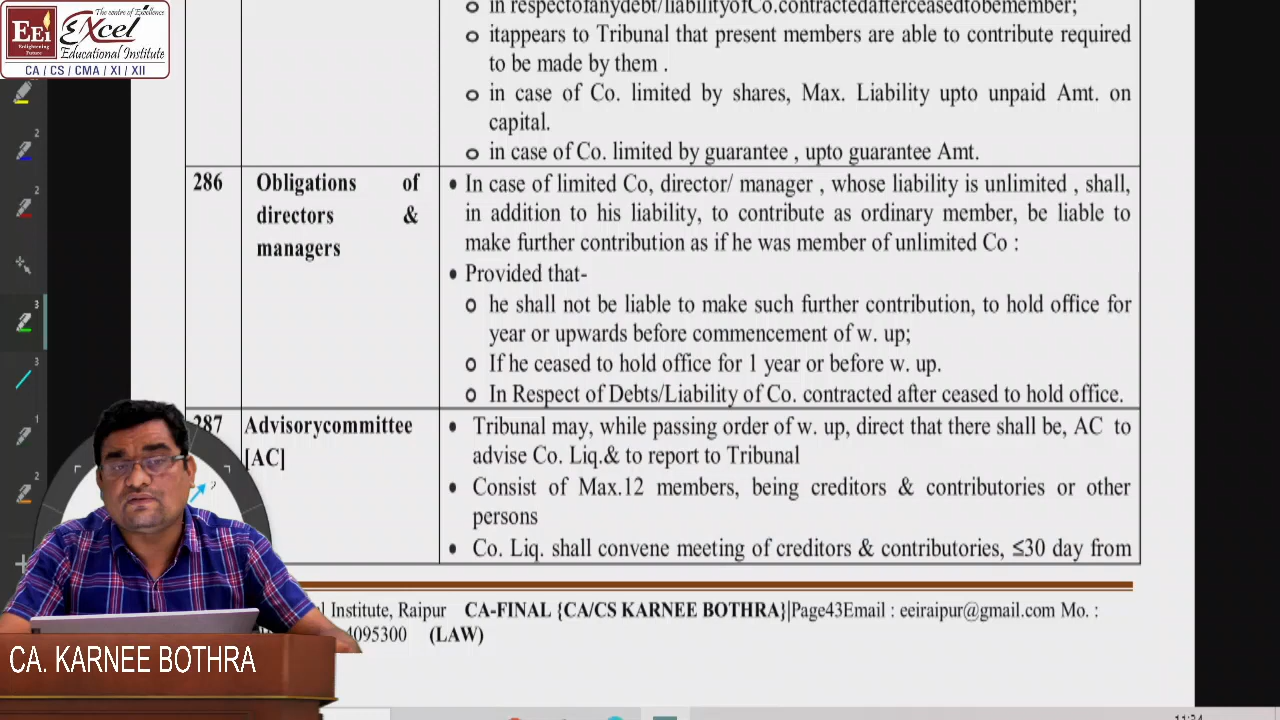 The centre of Excellence
EEi
Enlightening
Future
Excel
Educational Institute
CA / CS / CMA / XI / XII
o in respectofanydebt/liabilityofCo.contractedafterceasedtobemember;
o itappears to Tribunal that present members are able to contribute required
to be made by them .
o in case of Co. limited by shares, Max. Liability upto unpaid Amt. on
capital.
o in case of Co. limited by guarantee , upto guarantee Amt.
286 Obligations of
directors &
managers
• In case of limited Co, director/ manager , whose liability is unlimited , shall,
in addition to his liability, to contribute as ordinary member, be liable to
make further contribution as if he was member of unlimited Co :
• Provided that-
o he shall not be liable to make such further contribution, to hold office for
year or upwards before commencement of w. up;
o If he ceased to hold office for 1 year or before w. up.
o In Respect of Debts/Liability of Co. contracted after ceased to hold office.
287 Advisorycommittee
[AC]
• Tribunal may, while passing order of w. up, direct that there shall be, AC to
advise Co. Liq.& to report to Tribunal
• Consist of Max.12 members, being creditors & contributories or other
persons
• Co. Liq. shall convene meeting of creditors & contributories, ≤30 day from
l Institute, Raipur CA-FINAL {CA/CS KARNEE BOTHRA}|Page43Email : eeiraipur@gmail.com Mo. :
4095300 (LAW)
CA. KARNEE BOTHRA